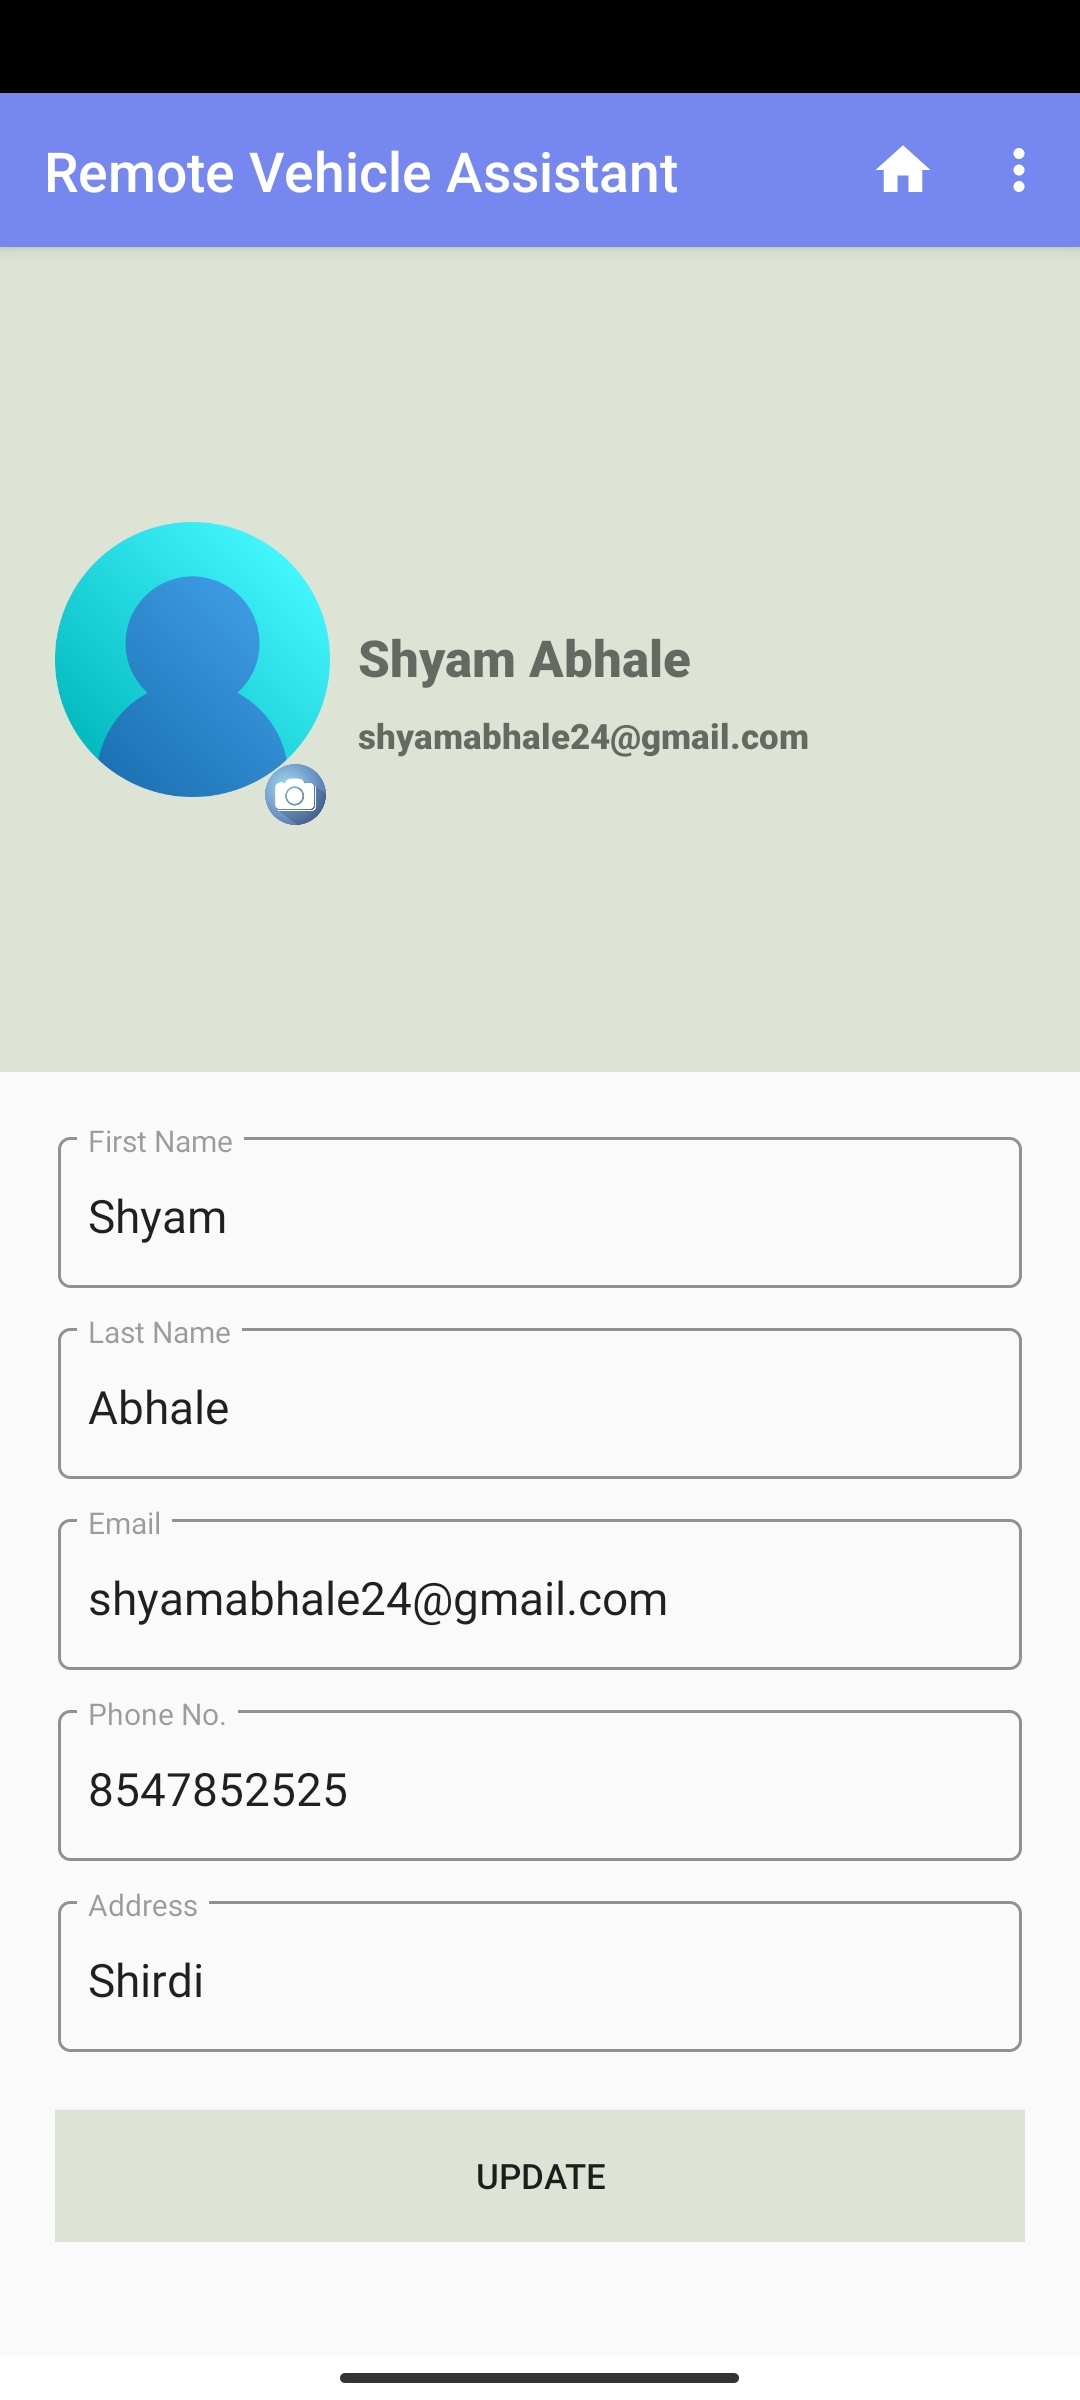 Remote Vehicle Assistant
Shyam Abhale
shyamabhale24@gmail.com
First Name
Shyam
Last Name
Abhale
Email
shyamabhale24@gmail.com
Phone No.
8547852525
Address
Shirdi
UPDATE